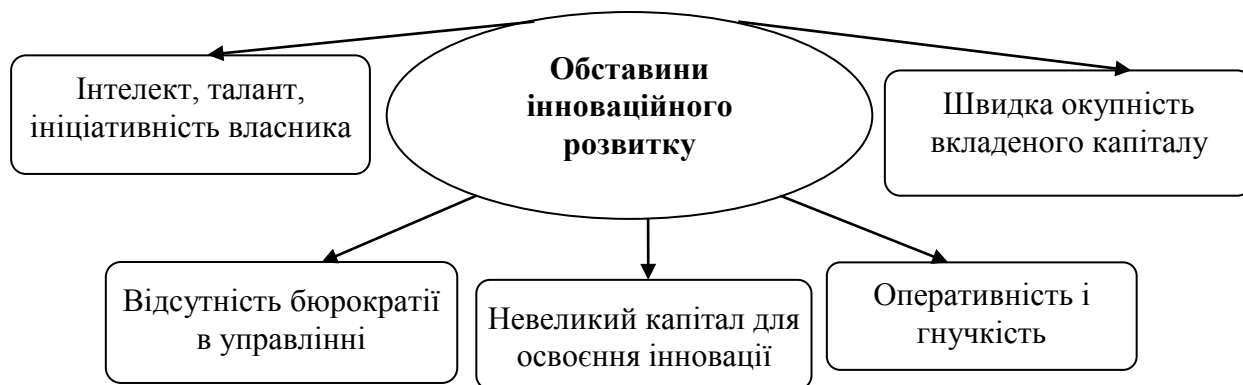 Обставини
інноваційного
розвитку
Інтелект, талант,
ініціативність власника
Швидка окупність
вкладеного капіталу
Відсутність бюрократії
в управлінні
Невеликий капітал для
освоєння інновації
Оперативність і
гнучкість